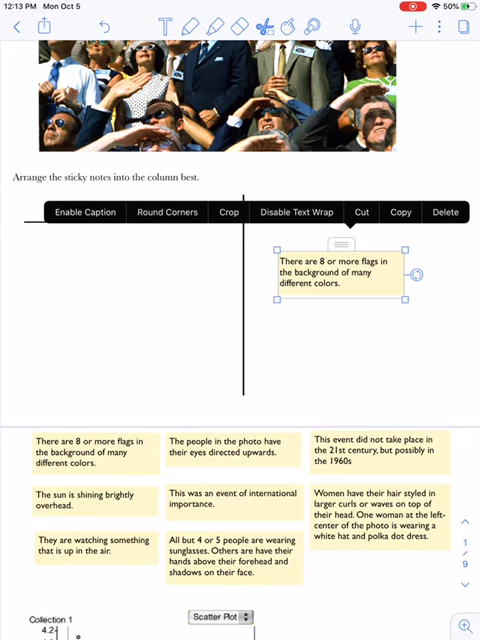 12:13 PM Mon Oct 5
50%
Arrange the sticky notes into the column best.
Enable Caption Round Corners Crop Disable Text Wrap Cut Copy Delete
There are 8 or more flags in
the background of many
different colors.
There are 8 or more flags in
the background of many
different colors.
The people in the photo have
their eyes directed upwards.
This event did not take place in
the 21st century, but possibly in
the 1960s
The sun is shining brightly
overhead.
This was an event of international
importance.
Women have their hair styled in
larger curls or waves on top of
their head. One woman at the left-
center of the photo is wearing a
white hat and polka dot dress.
They are watching something
that is up in the air.
All but 4 or 5 people are wearing
sunglasses. Others are have their
hands above their forehead and
shadows on their face.
1
/
9
Collection 1
Scatter Plot
4.2